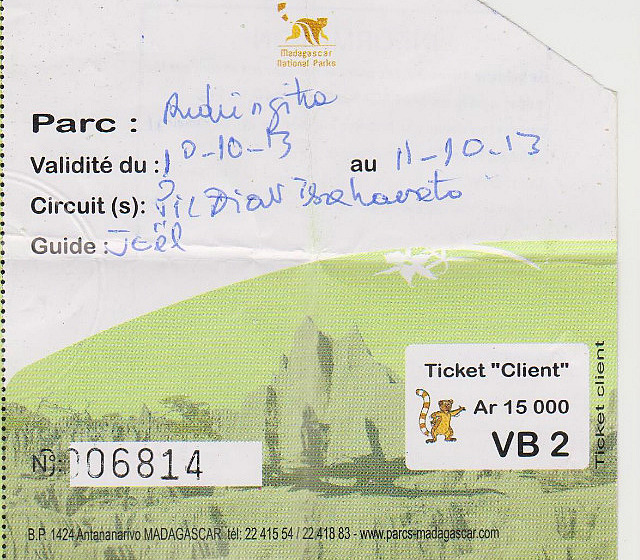 Madagascar
National Parks
Parc : Andringitra
Validité du : 10-10-13 au 11-10-13
Circuit (s): Diav Tsaharato
Guide : Joël
Ticket "Client"
Ar 15 000
VB 2
Ticket client
N°: 006814
B.P. 1424 Antananarivo MADAGASCAR tél: 22 415 54 / 22 418 83 - www.parcs-madagascar.com